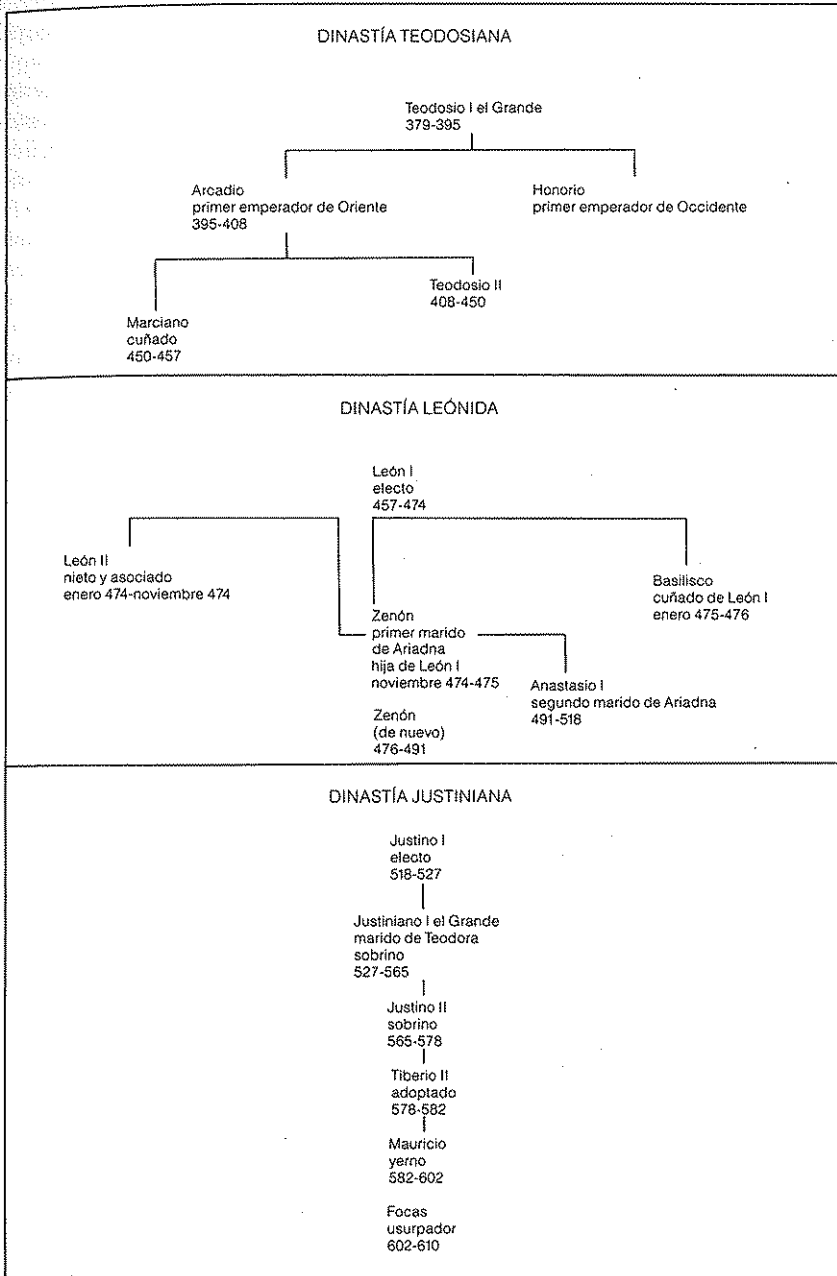 DINASTÍA TEODOSIANA
Teodosio I el Grande
379-395
Arcadio
primer emperador de Oriente
395-408
Honorio
primer emperador de Occidente
Teodosio II
408-450
Marciano
cuñado
450-457
DINASTÍA LEÓNIDA
León I
electo
457-474
León II
nieto y asociado
enero 474-noviembre 474
Basilisco
cuñado de León I
enero 475-476
Zenón
primer marido
de Ariadna
hija de León I
noviembre 474-475
Anastasio I
segundo marido de Ariadna
491-518
Zenón
(de nuevo)
476-491
DINASTÍA JUSTINIANA
Justino I
electo
518-527
Justiniano I el Grande
marido de Teodora
sobrino
527-565
Justino II
sobrino
565-578
Tiberio II
adoptado
578-582
Mauricio
yerno
582-602
Focas
usurpador
602-610